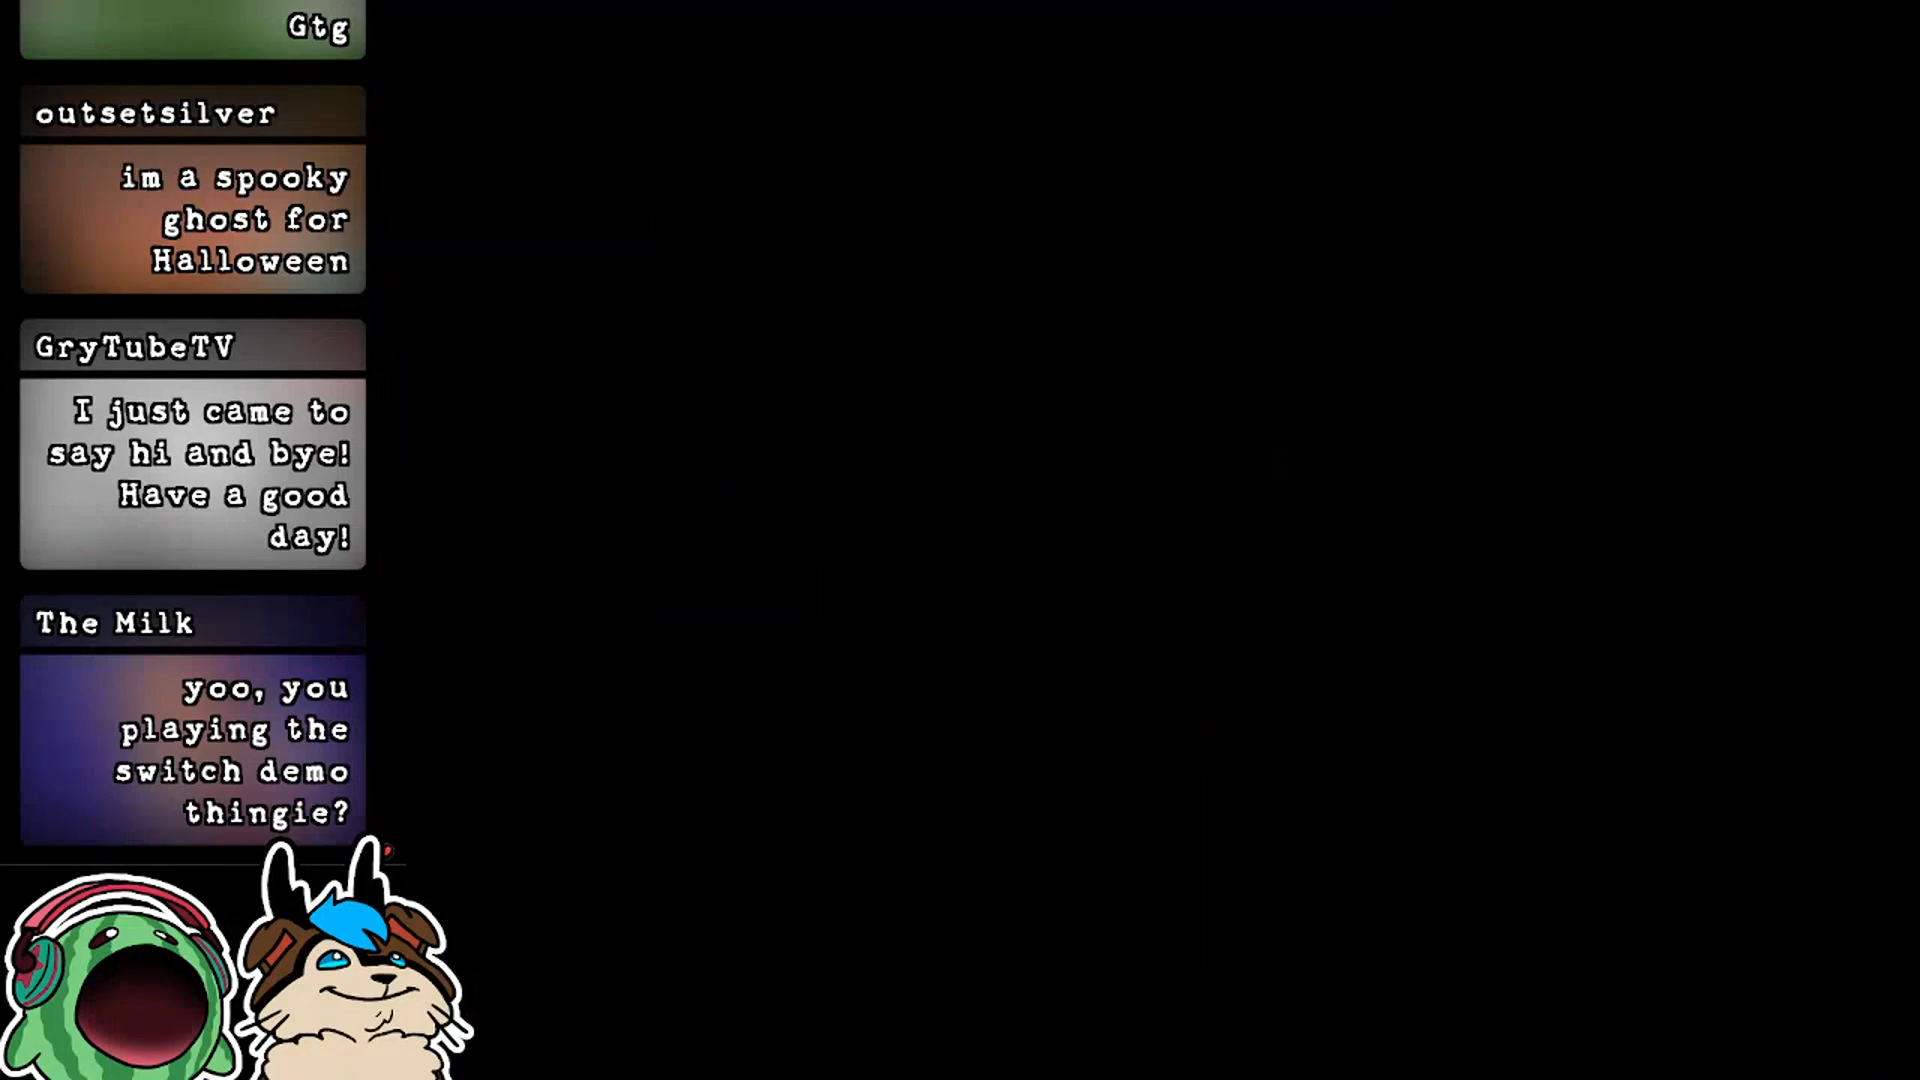 Gtg
outsetsilver
im a spooky
ghost for
Halloween
GryTubeTV
I just came to
say hi and bye!
Have a good
day!
The Milk
yoo, you
playing the
switch demo
thingie?